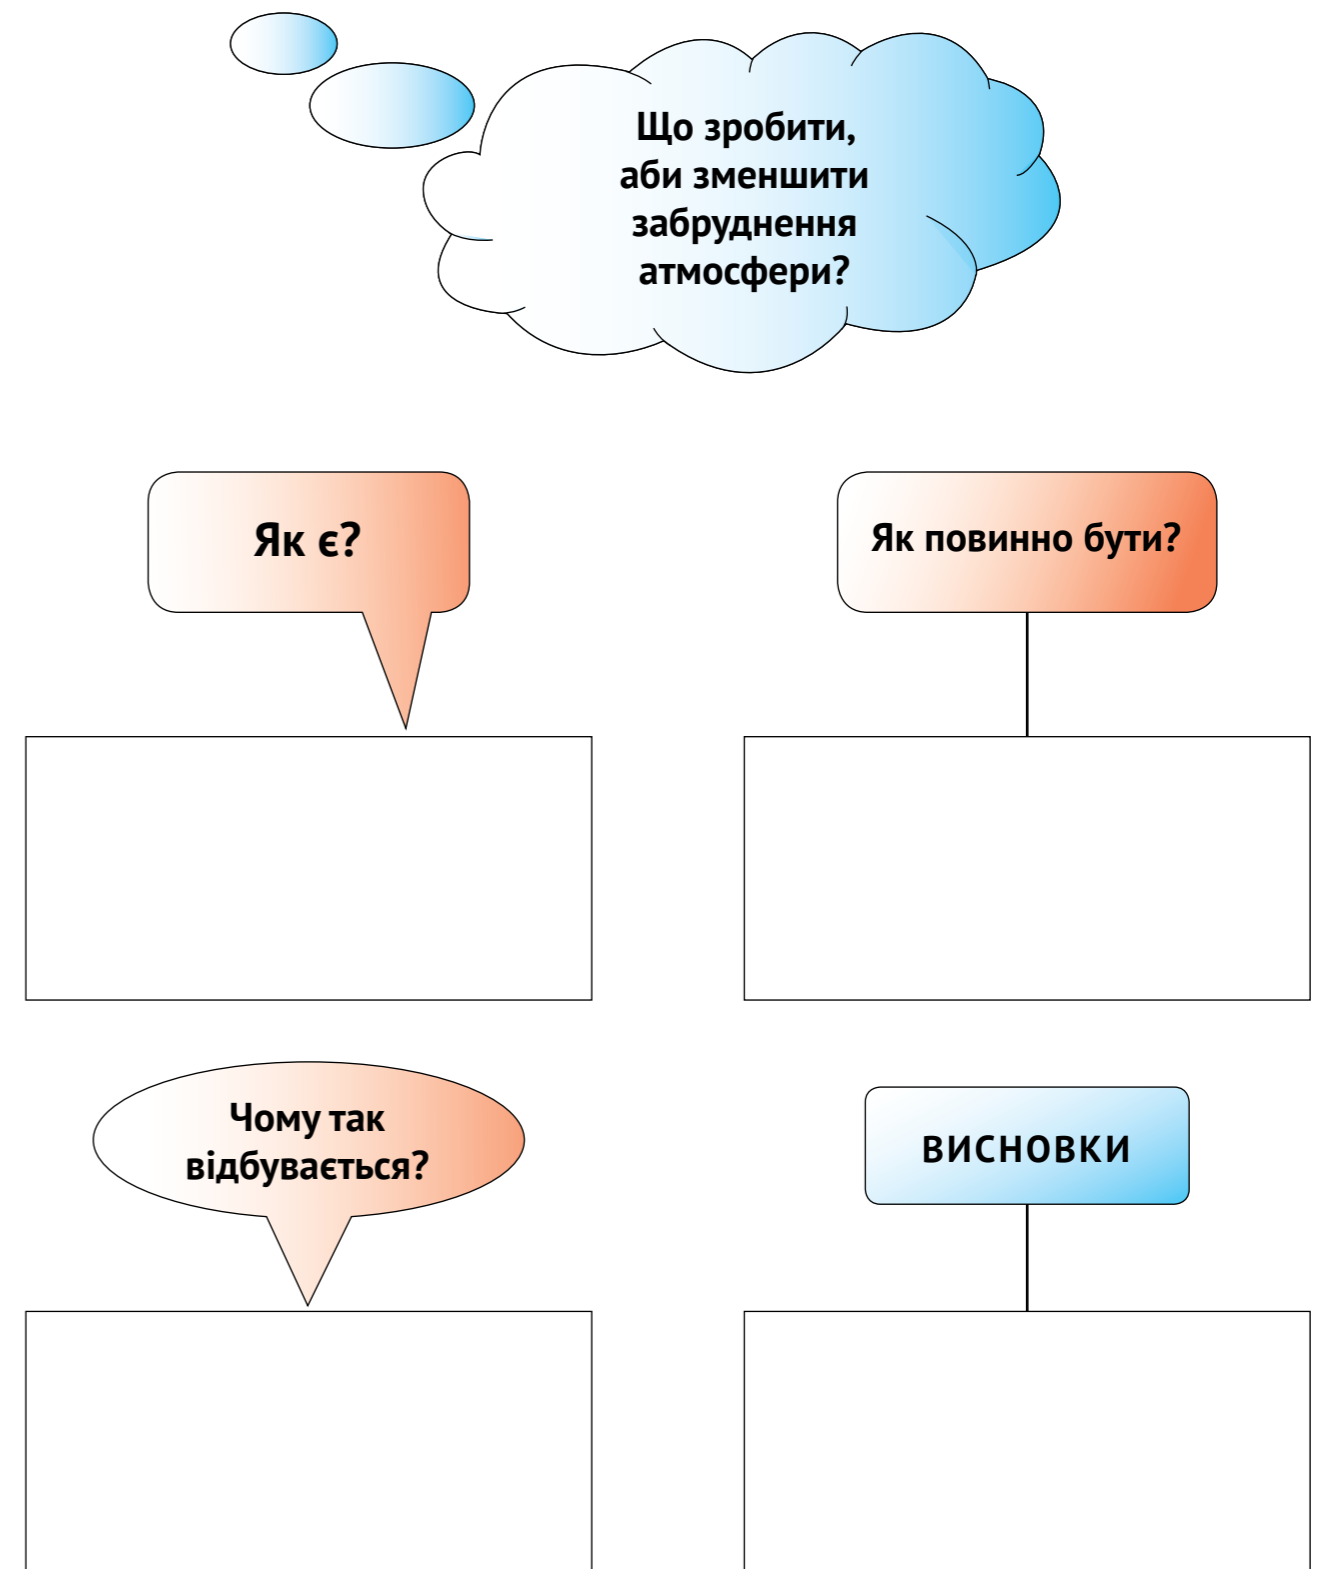 Що зробити,
аби зменшити
забруднення
атмосфери?
Як є?
Як повинно бути?
Чому так
відбувається?
ВИСНОВКИ